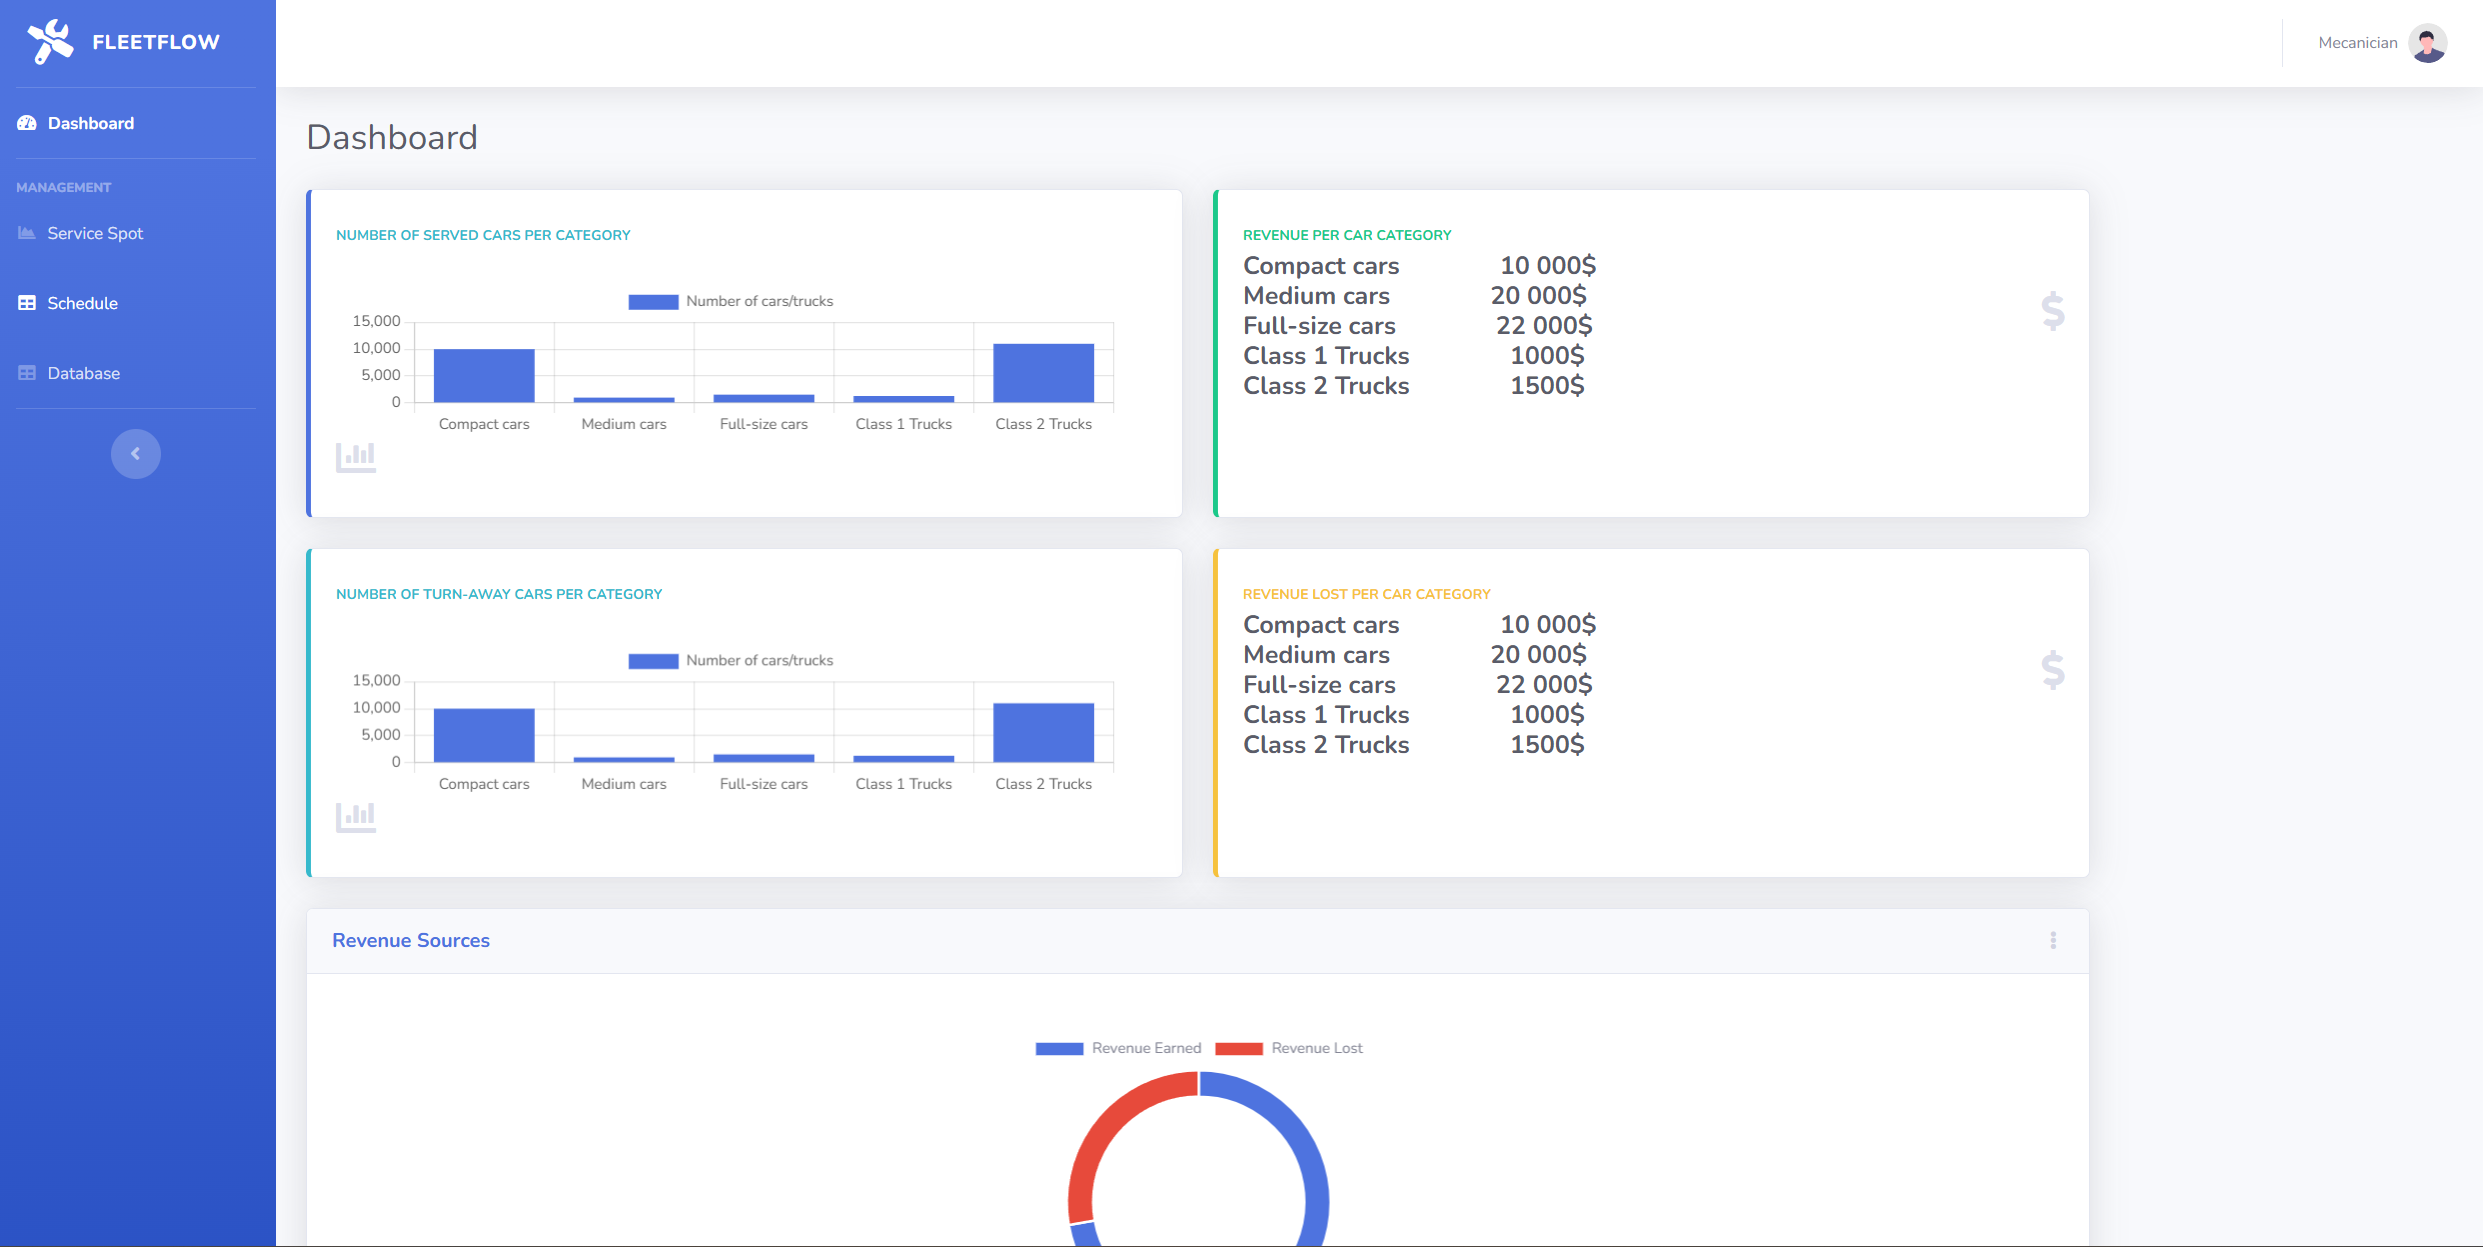 FLEETFLOW
Mecanician
Dashboard
MANAGEMENT
Service Spot
Schedule
Database
Dashboard
NUMBER OF SERVED CARS PER CATEGORY
Number of cars/trucks
15,000
10,000
5,000
0
Compact cars Medium cars Full-size cars Class 1 Trucks Class 2 Trucks
REVENUE PER CAR CATEGORY
Compact cars 10 000$
Medium cars 20 000$
Full-size cars 22 000$
Class 1 Trucks 1000$
Class 2 Trucks 1500$
NUMBER OF TURN-AWAY CARS PER CATEGORY
Number of cars/trucks
15,000
10,000
5,000
0
Compact cars Medium cars Full-size cars Class 1 Trucks Class 2 Trucks
REVENUE LOST PER CAR CATEGORY
Compact cars 10 000$
Medium cars 20 000$
Full-size cars 22 000$
Class 1 Trucks 1000$
Class 2 Trucks 1500$
Revenue Sources
Revenue Earned Revenue Lost